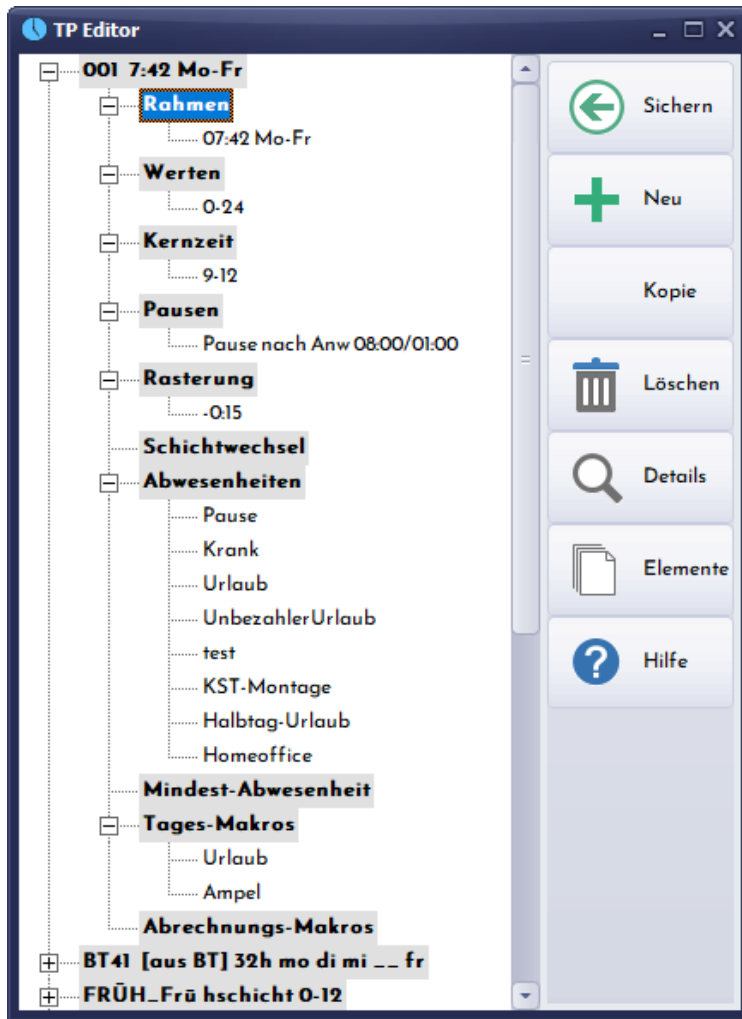 TP Editor
001 7:42 Mo-Fr
Rahmen
07:42 Mo-Fr
Werten
0-24
Kernzeit
9-12
Pausen
Pause nach Anw 08:00/01:00
Rasterung
-0:15
Schichtwechsel
Abwesenheiten
Pause
Krank
Urlaub
UnbezahlerUrlaub
test
KST-Montage
Halbtag-Urlaub
Homeoffice
Mindest-Abwesenheit
Tages-Makros
Urlaub
Ampel
Abrechnungs-Makros
BT41 [aus BT] 32h mo di mi __ fr
FRÜH_Frü hschicht 0-12
Sichern
Neu
Kopie
Löschen
Details
Elemente
Hilfe